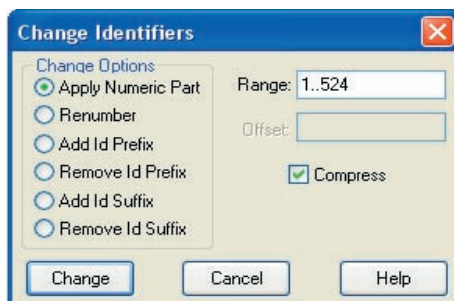 Change Identifiers
Change Options
Apply Numeric Part
Renumber
Add Id Prefix
Remove Id Prefix
Add Id Suffix
Remove Id Suffix
Range: 1..524
Offset:
Compress
Change Cancel Help